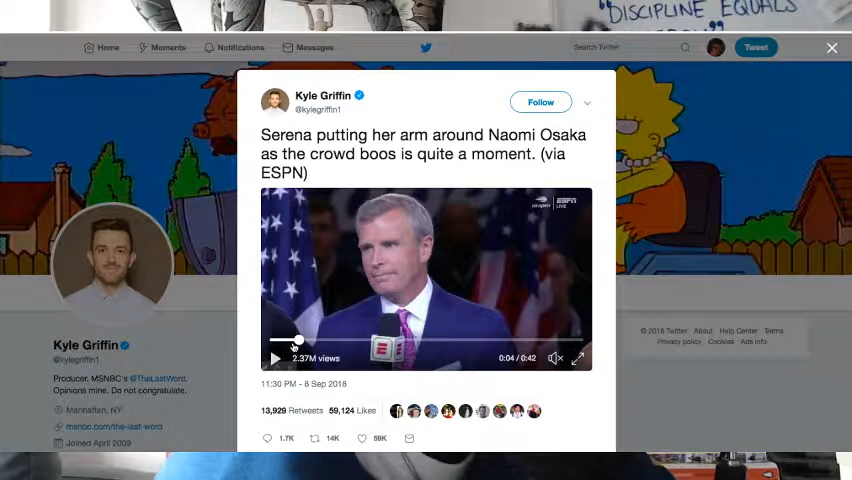 "DISCIPLINE EQUALS
Home Moments Notifications Messages Search Twitter Tweet
Kyle Griffin
@kylegriffin1
Follow
Serena putting her arm around Naomi Osaka
as the crowd boos is quite a moment. (via
ESPN)
US OPEN ESPN
LIVE
2.37M views 0:04 / 0:42
11:30 PM - 8 Sep 2018
13,929 Retweets 59,124 Likes
1.7K 14K 59K
Kyle Griffin
@kylegriffin1
Producer. MSNBC's @TheLastWord.
Opinions mine. Do not congratulate.
Manhattan, NY
msnbc.com/the-last-word
Joined April 2009
© 2018 Twitter About Help Center Terms
Privacy policy Cookies Ads info